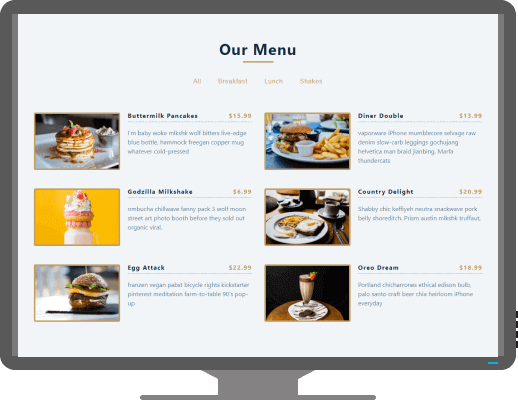 Our Menu
All Breakfast Lunch Shakes
Buttermilk Pancakes $15.99
I'm baby woke mlkshk wolf bitters live-edge
blue bottle, hammock freegan copper mug
whatever cold-pressed
Diner Double $13.99
vaporware iPhone mumblecore selvage raw
denim slow-carb leggings gochujang
helvetica man braid jianbing. Marfa
thundercats
Godzilla Milkshake $6.99
ombucha chillwave fanny pack 3 wolf moon
street art photo booth before they sold out
organic viral.
Country Delight $20.99
Shabby chic keffiyeh neutra snackwave pork
belly shoreditch. Prism austin mlkshk truffaut,
Egg Attack $22.99
franzen vegan pabst bicycle rights kickstarter
pinterest meditation farm-to-table 90's pop-
up
Oreo Dream $18.99
Portland chicharrones ethical edison bulb,
palo santo craft beer chia heirloom iPhone
everyday